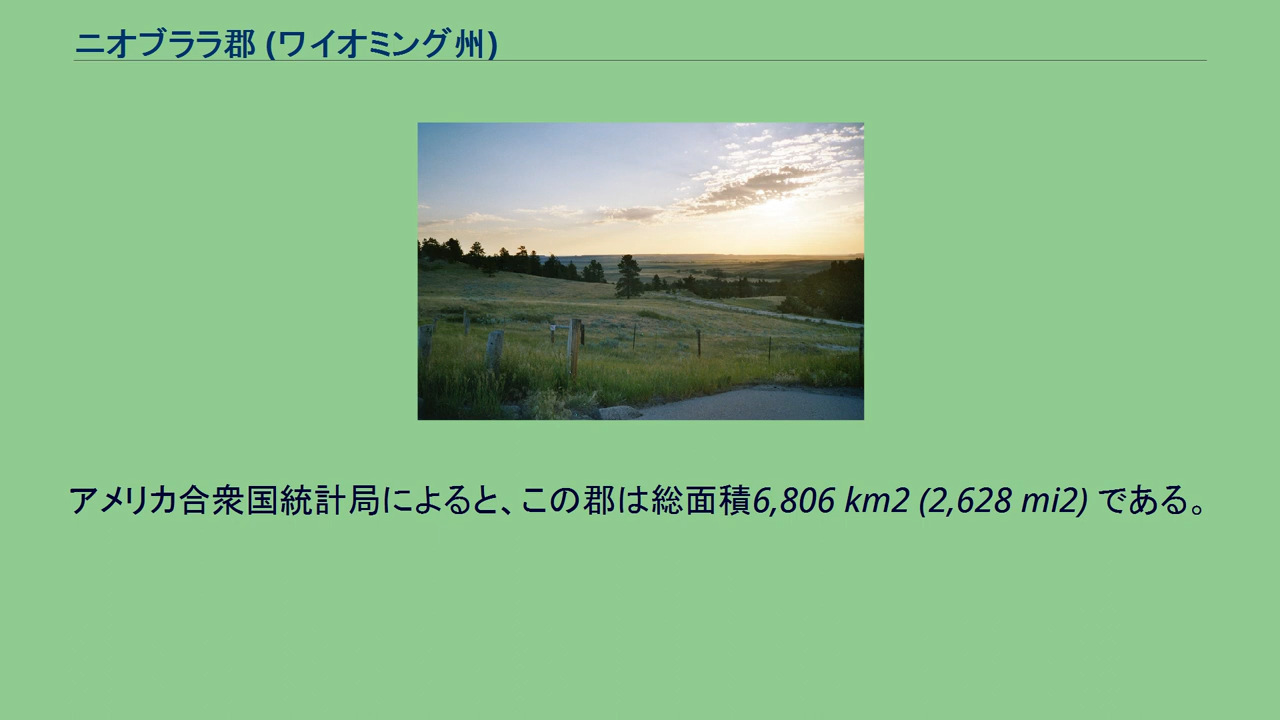 ニオブララ郡 (ワイオミング州)
アメリカ合衆国統計局によると、この郡は総面積6,806 km2 (2,628 mi2) である。